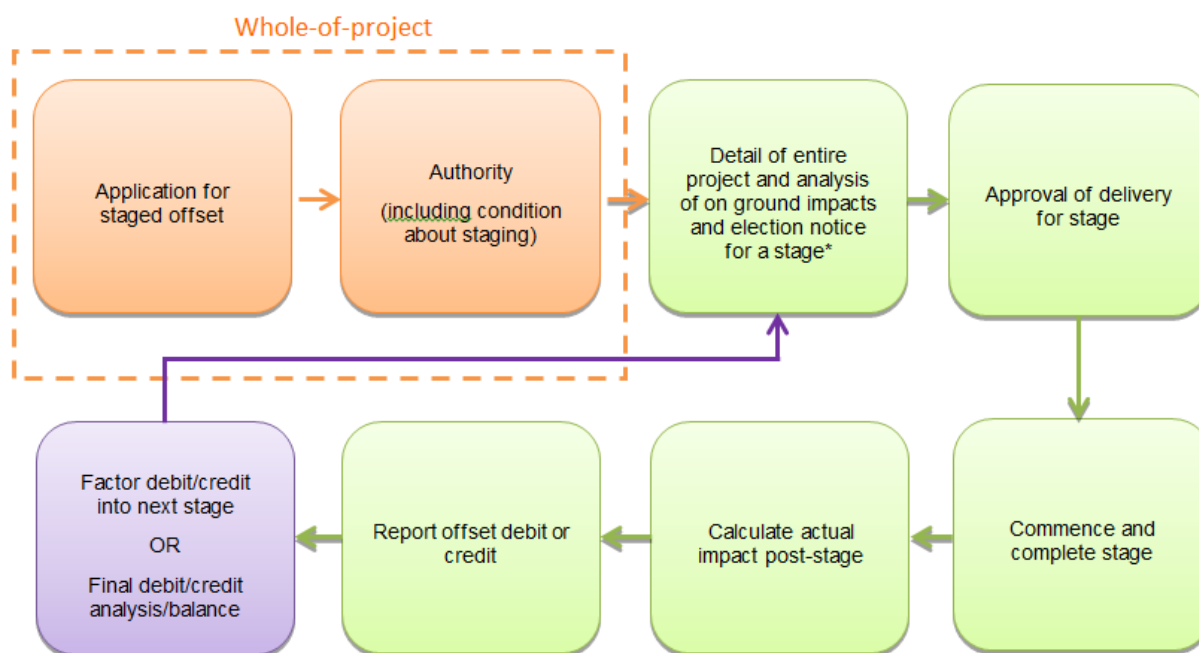 Whole-of-project
Application for
staged offset
Authority
(including condition
about staging)
Detail of entire
project and analysis
of on ground impacts
and election notice
for a stage*
Approval of delivery
for stage
Factor debit/credit
into next stage
OR
Final debit/credit
analysis/balance
Report offset debit or
credit
Calculate actual
impact post-stage
Commence and
complete stage